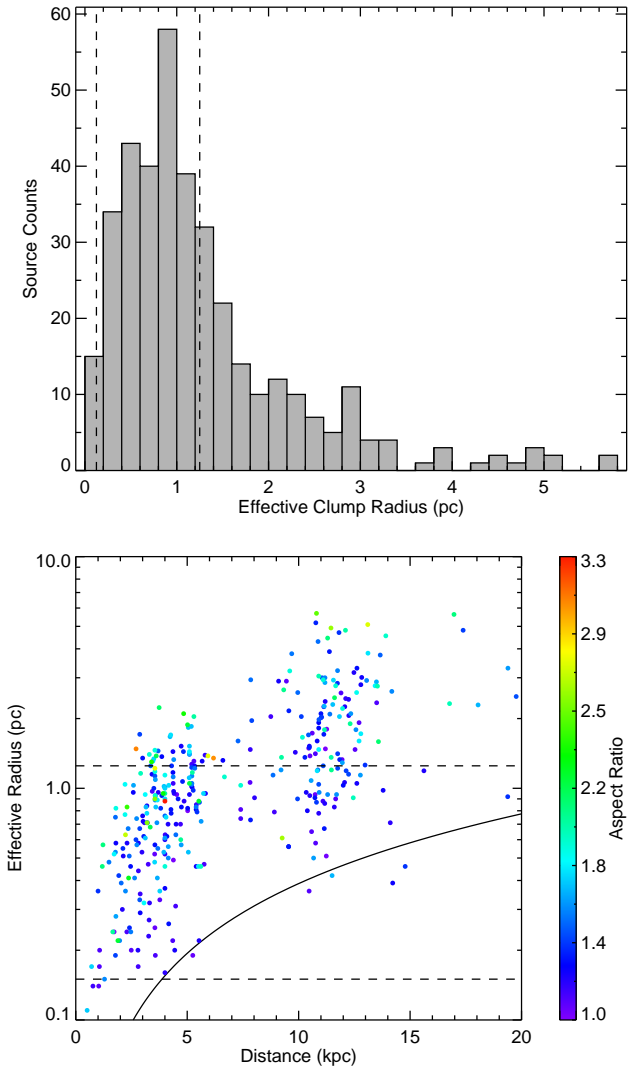 60
50
40
30
20
10
0
Source Counts
0 1 2 3 4 5
Effective Clump Radius (pc)
10.0
1.0
0.1
Effective Radius (pc)
0 5 10 15 20
Distance (kpc)
3.3
2.9
2.5
2.2
1.8
1.4
1.0
Aspect Ratio